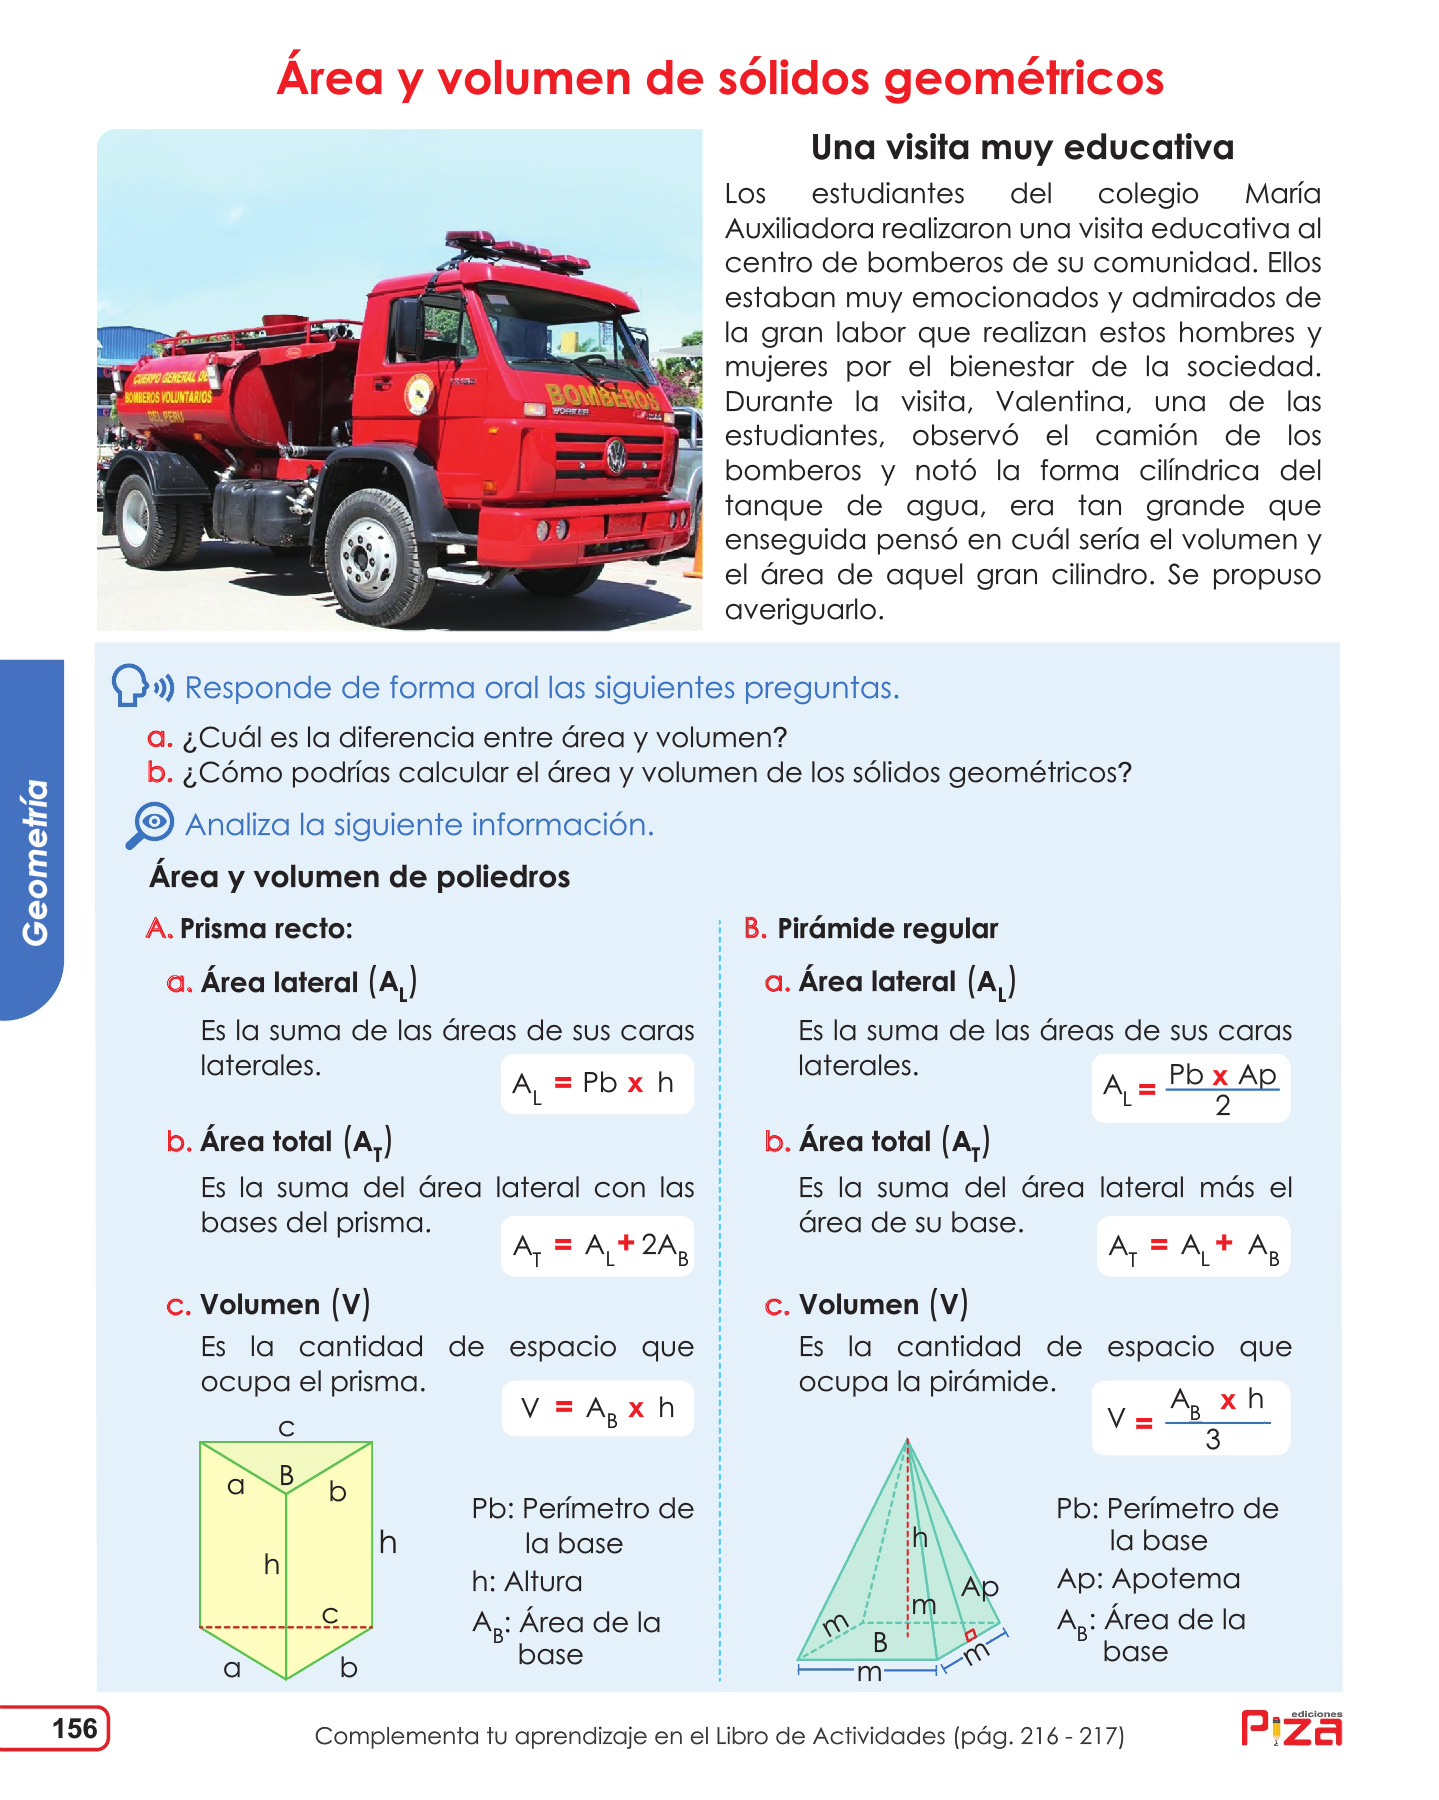 Área y volumen de sólidos geométricos
CUERPO GENERAL DE
BOMBEROS VOLUNTARIOS
DEL PERU
BOMBEROS
WORKER
Una visita muy educativa
Los estudiantes del colegio María
Auxiliadora realizaron una visita educativa al
centro de bomberos de su comunidad. Ellos
estaban muy emocionados y admirados de
la gran labor que realizan estos hombres y
mujeres por el bienestar de la sociedad.
Durante la visita, Valentina, una de las
estudiantes, observó el camión de los
bomberos y notó la forma cilíndrica del
tanque de agua, era tan grande que
enseguida pensó en cuál sería el volumen y
el área de aquel gran cilindro. Se propuso
averiguarlo.
Responde de forma oral las siguientes preguntas.
a. ¿Cuál es la diferencia entre área y volumen?
b. ¿Cómo podrías calcular el área y volumen de los sólidos geométricos?
Analiza la siguiente información.
Geometría
Área y volumen de poliedros
A. Prisma recto:
a. Área lateral (A_L)
Es la suma de las áreas de sus caras
laterales.
A_L = Pb x h
b. Área total (A_T)
Es la suma del área lateral con las
bases del prisma.
A_T = A_L + 2A_B
c. Volumen (V)
Es la cantidad de espacio que
ocupa el prisma.
V = A_B x h
c
a B b
h
h
c
a b
Pb: Perímetro de
la base
h: Altura
A_B: Área de la
base
B. Pirámide regular
a. Área lateral (A_L)
Es la suma de las áreas de sus caras
laterales.
A_L = Pb x Ap
2
b. Área total (A_T)
Es la suma del área lateral más el
área de su base.
A_T = A_L + A_B
c. Volumen (V)
Es la cantidad de espacio que
ocupa la pirámide.
V = A_B x h
3
h
Ap
m m
B
m m
Pb: Perímetro de
la base
Ap: Apotema
A_B: Área de la
base
156
Complementa tu aprendizaje en el Libro de Actividades (pág. 216 - 217)
ediciones
Piza